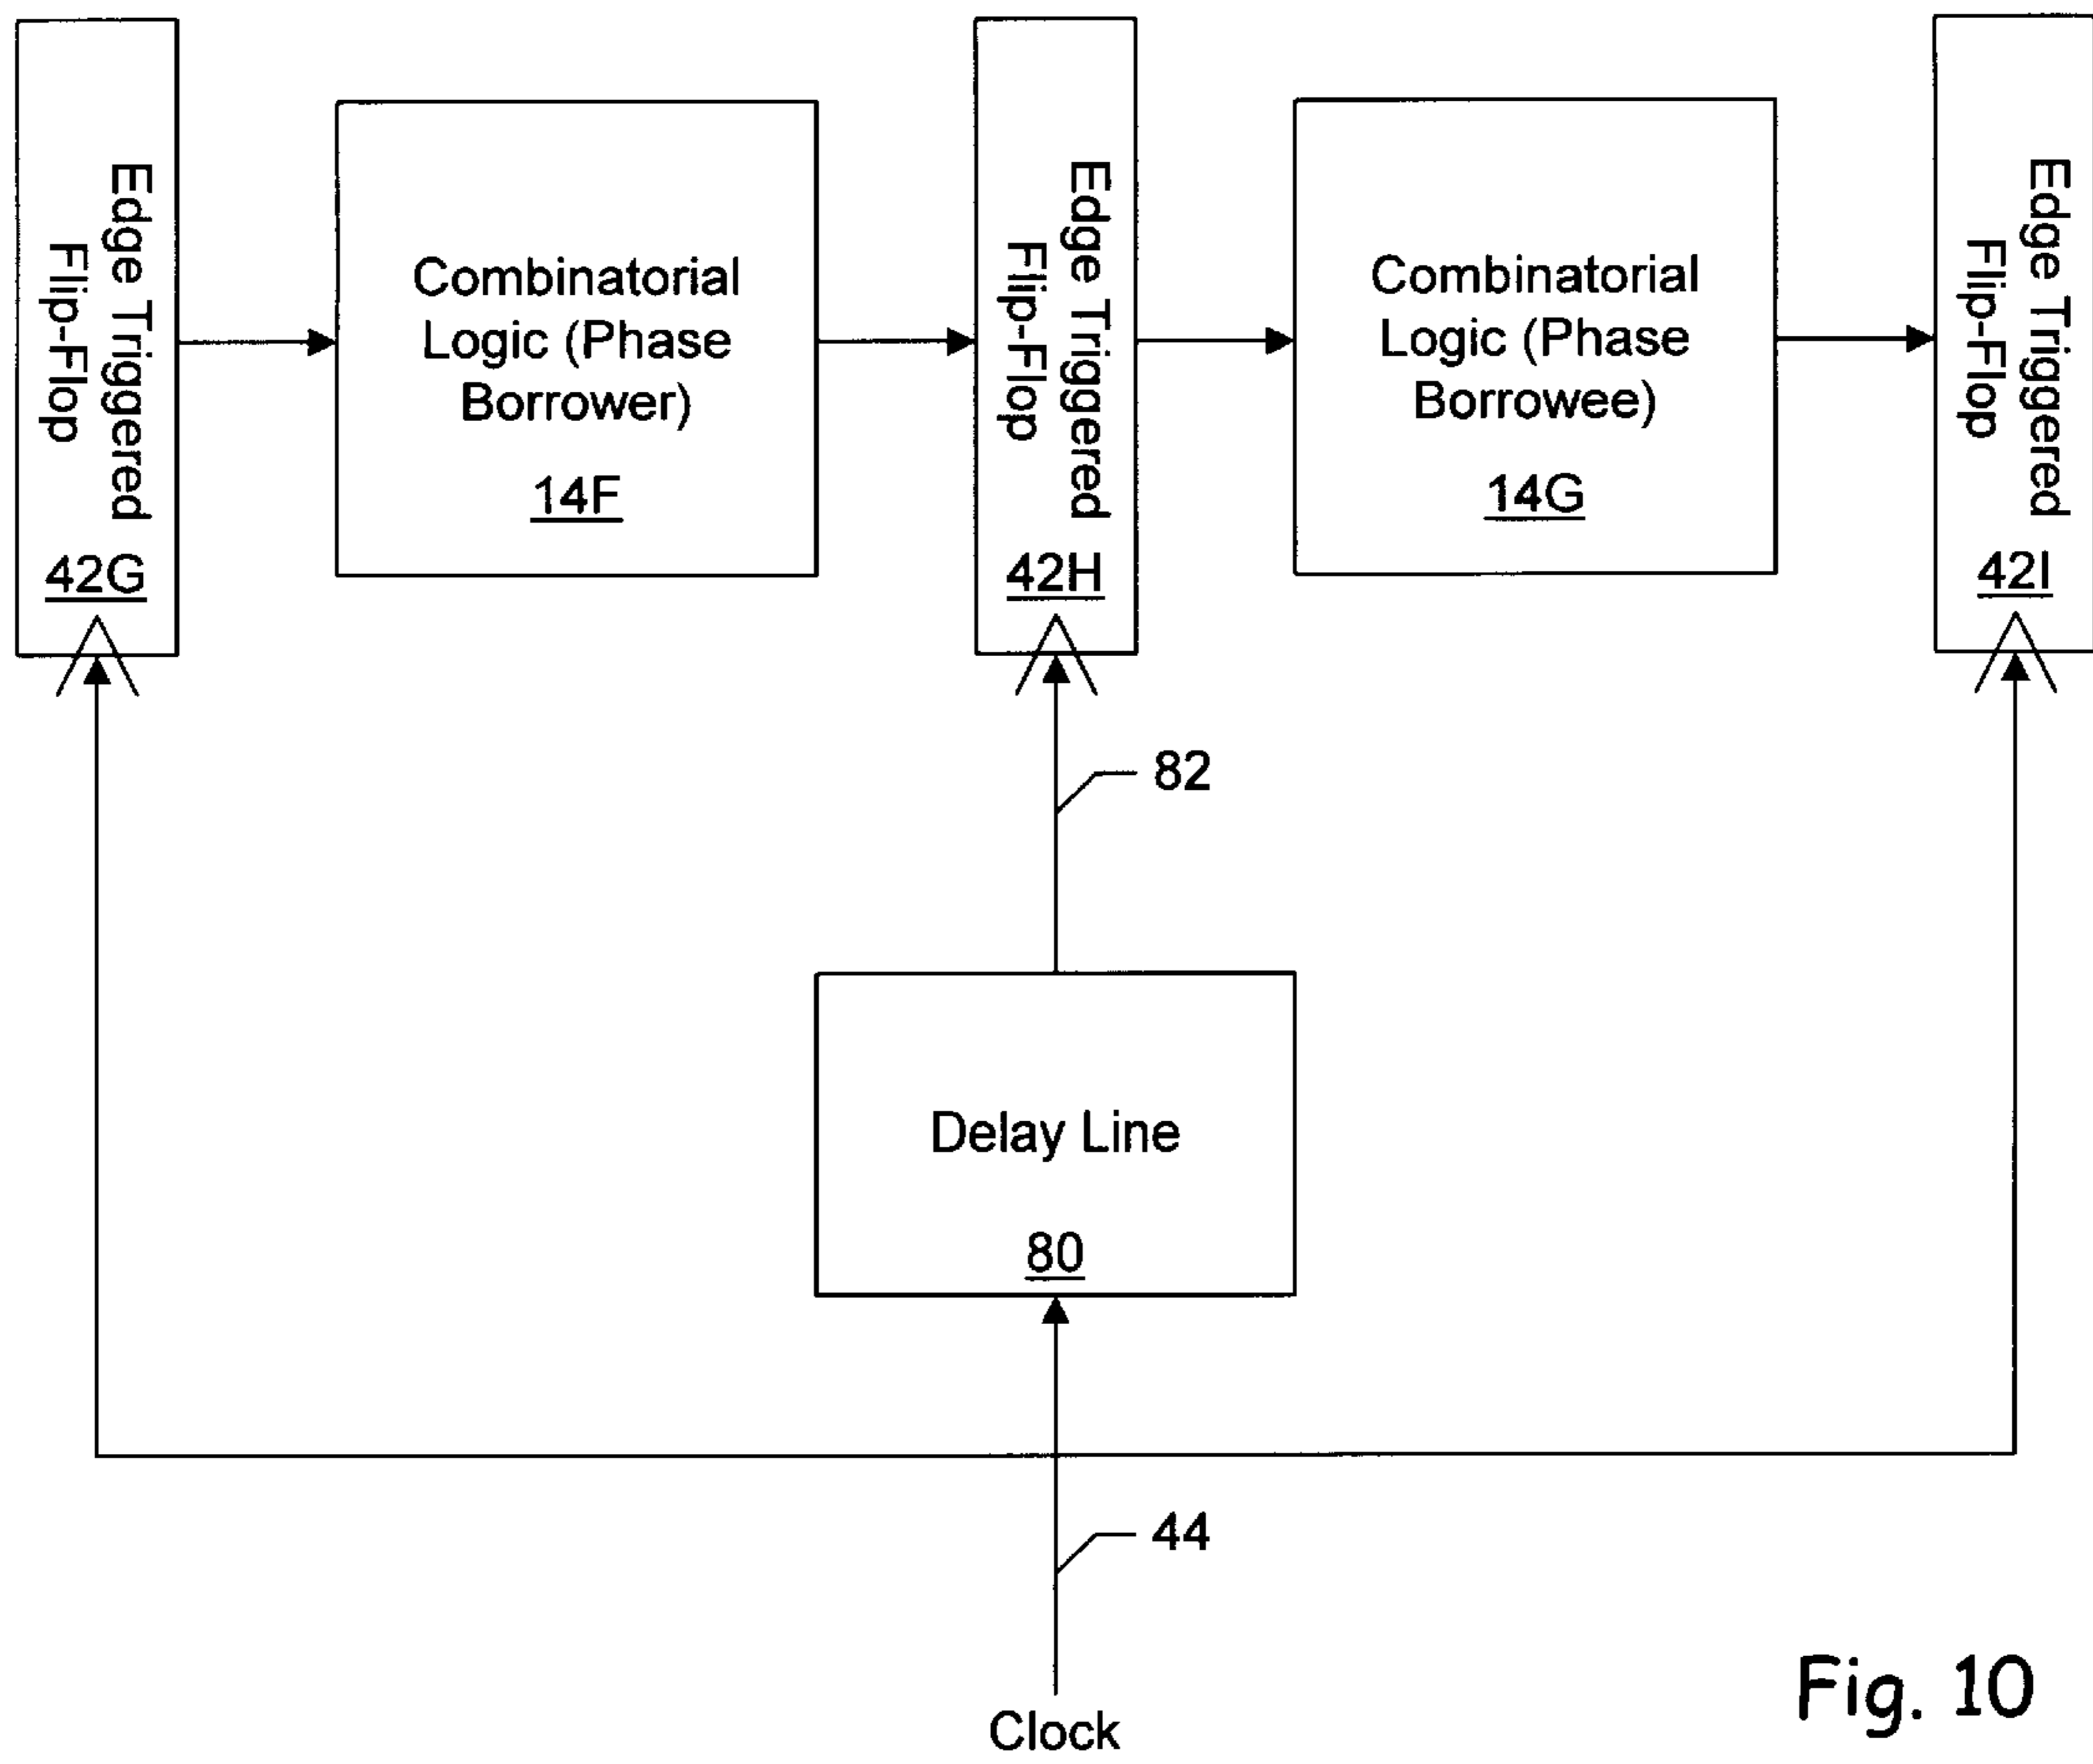 Edge Triggered
Flip-Flop
42G
Combinatorial
Logic (Phase
Borrower)
14F
Edge Triggered
Flip-Flop
42H
Combinatorial
Logic (Phase
Borrowee)
14G
Edge Triggered
Flip-Flop
42I
82
Delay Line
80
44
Clock
Fig. 10